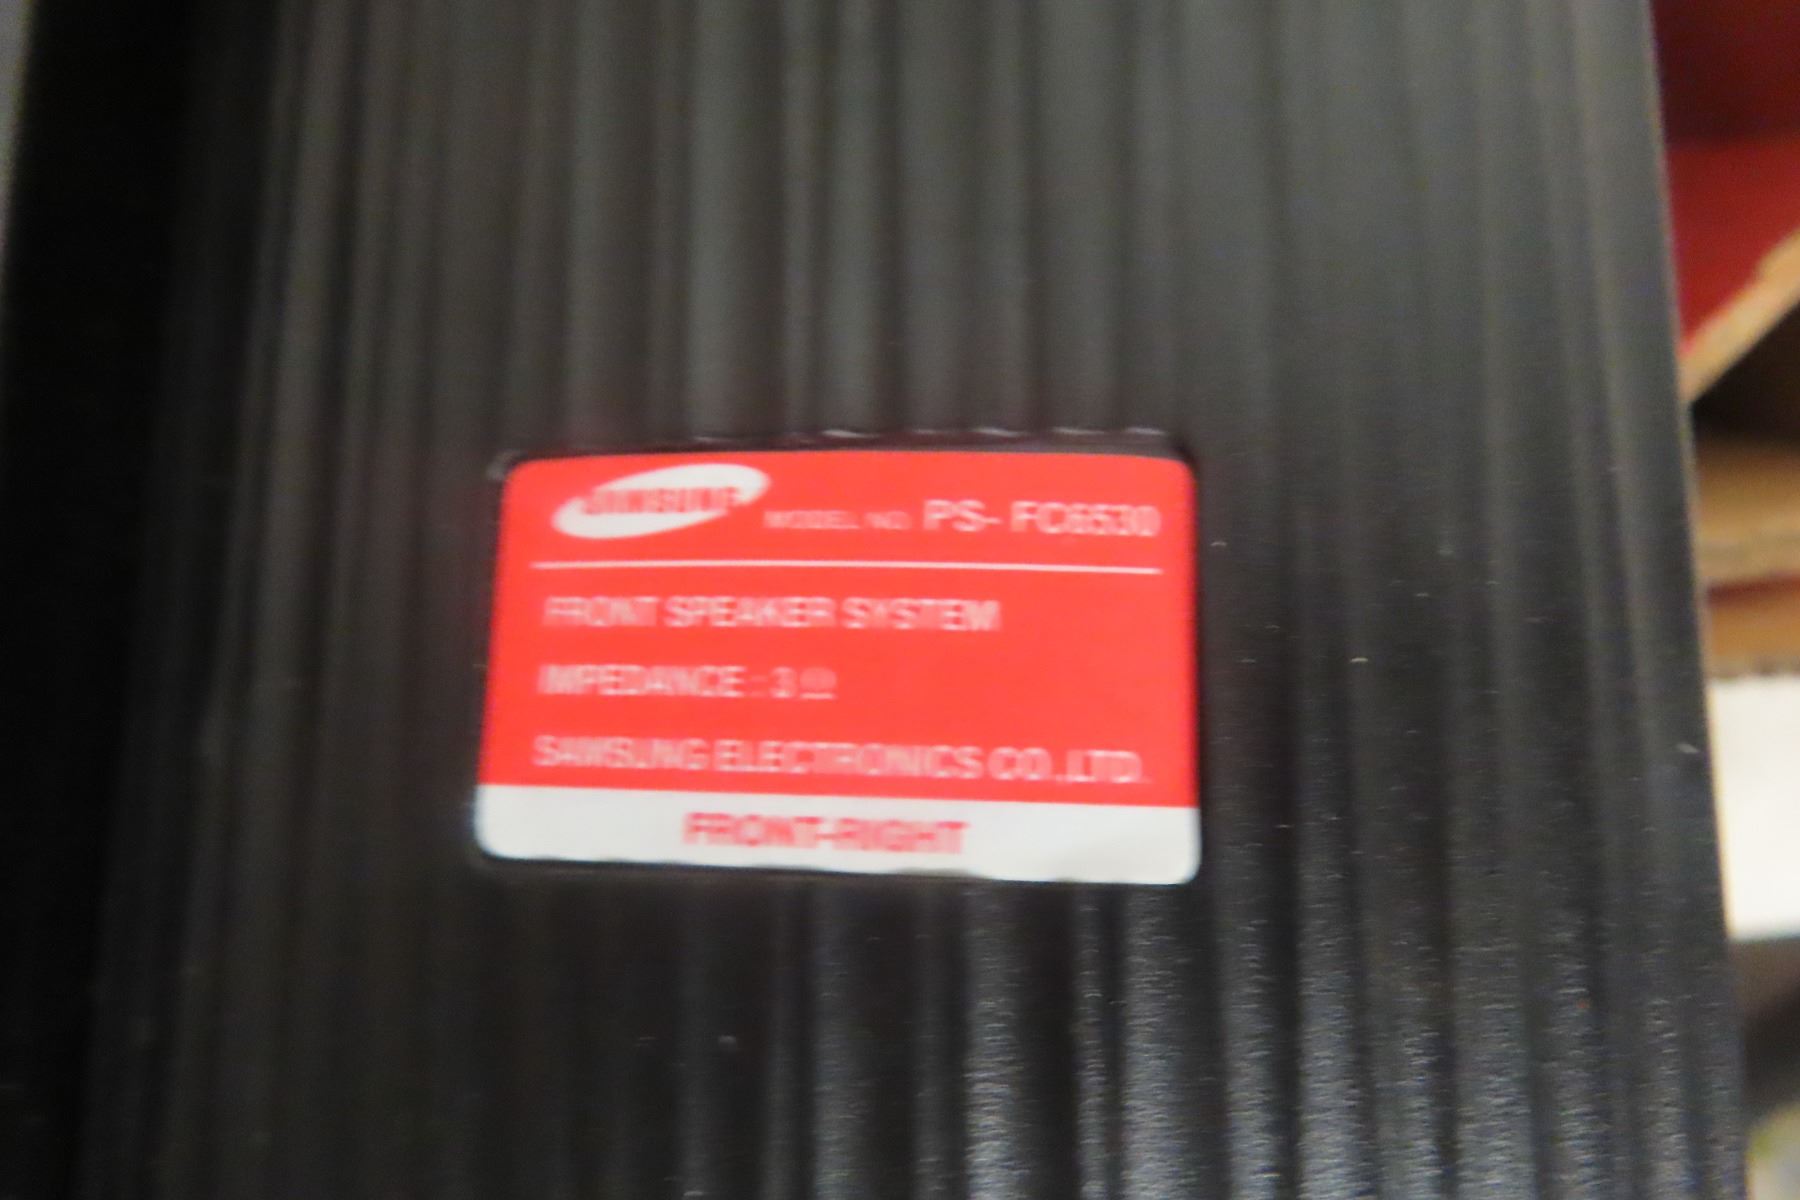 SAMSUNG MODEL NO. PS- FC6530
FRONT SPEAKER SYSTEM
IMPEDANCE : 3 Ω
SAMSUNG ELECTRONICS CO.,LTD.
FRONT-RIGHT